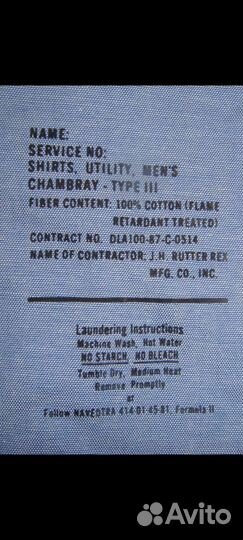 NAME:
SERVICE NO:
SHIRTS, UTILITY, MEN'S
CHAMBRAY - TYPE III
FIBER CONTENT: 100% COTTON (FLAME
RETARDANT TREATED)
CONTRACT NO. DLA100-87-C-0514
NAME OF CONTRACTOR: J.H. RUTTER REX
MFG. CO., INC.
Laundering Instructions
Machine Wash, Hot Water
NO STARCH, NO BLEACH
Tumble Dry, Medium Heat
Remove Promptly
or
Follow NAVEDTRA 414-01-45-81, Formula II
Avito